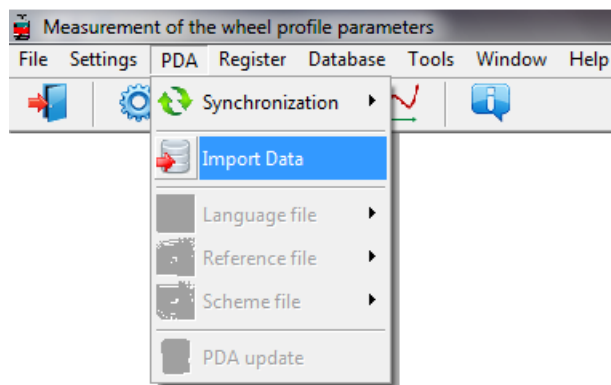 Measurement of the wheel profile parameters
File Settings PDA Register Database Tools Window Help
Synchronization
Import Data
Language file
Reference file
Scheme file
PDA update